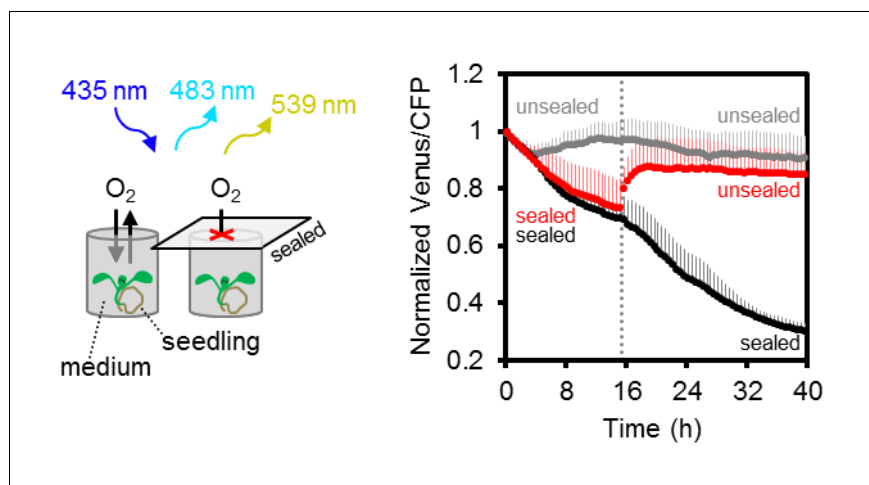 435 nm
483 nm
539 nm
O2
O2
sealed
seedling
medium
Normalized Venus/CFP
1.2
1
0.8
0.6
0.4
0.2
unsealed
unsealed
unsealed
sealed
sealed
sealed
0
8
16
24
32
40
Time (h)